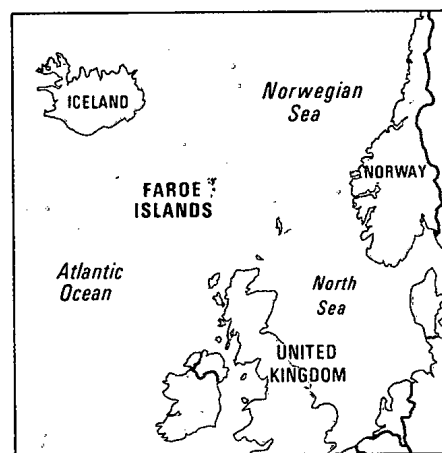 ICELAND
Norwegian
Sea
NORWAY
FAROE
ISLANDS
Atlantic
Ocean
North
Sea
UNITED
KINGDOM